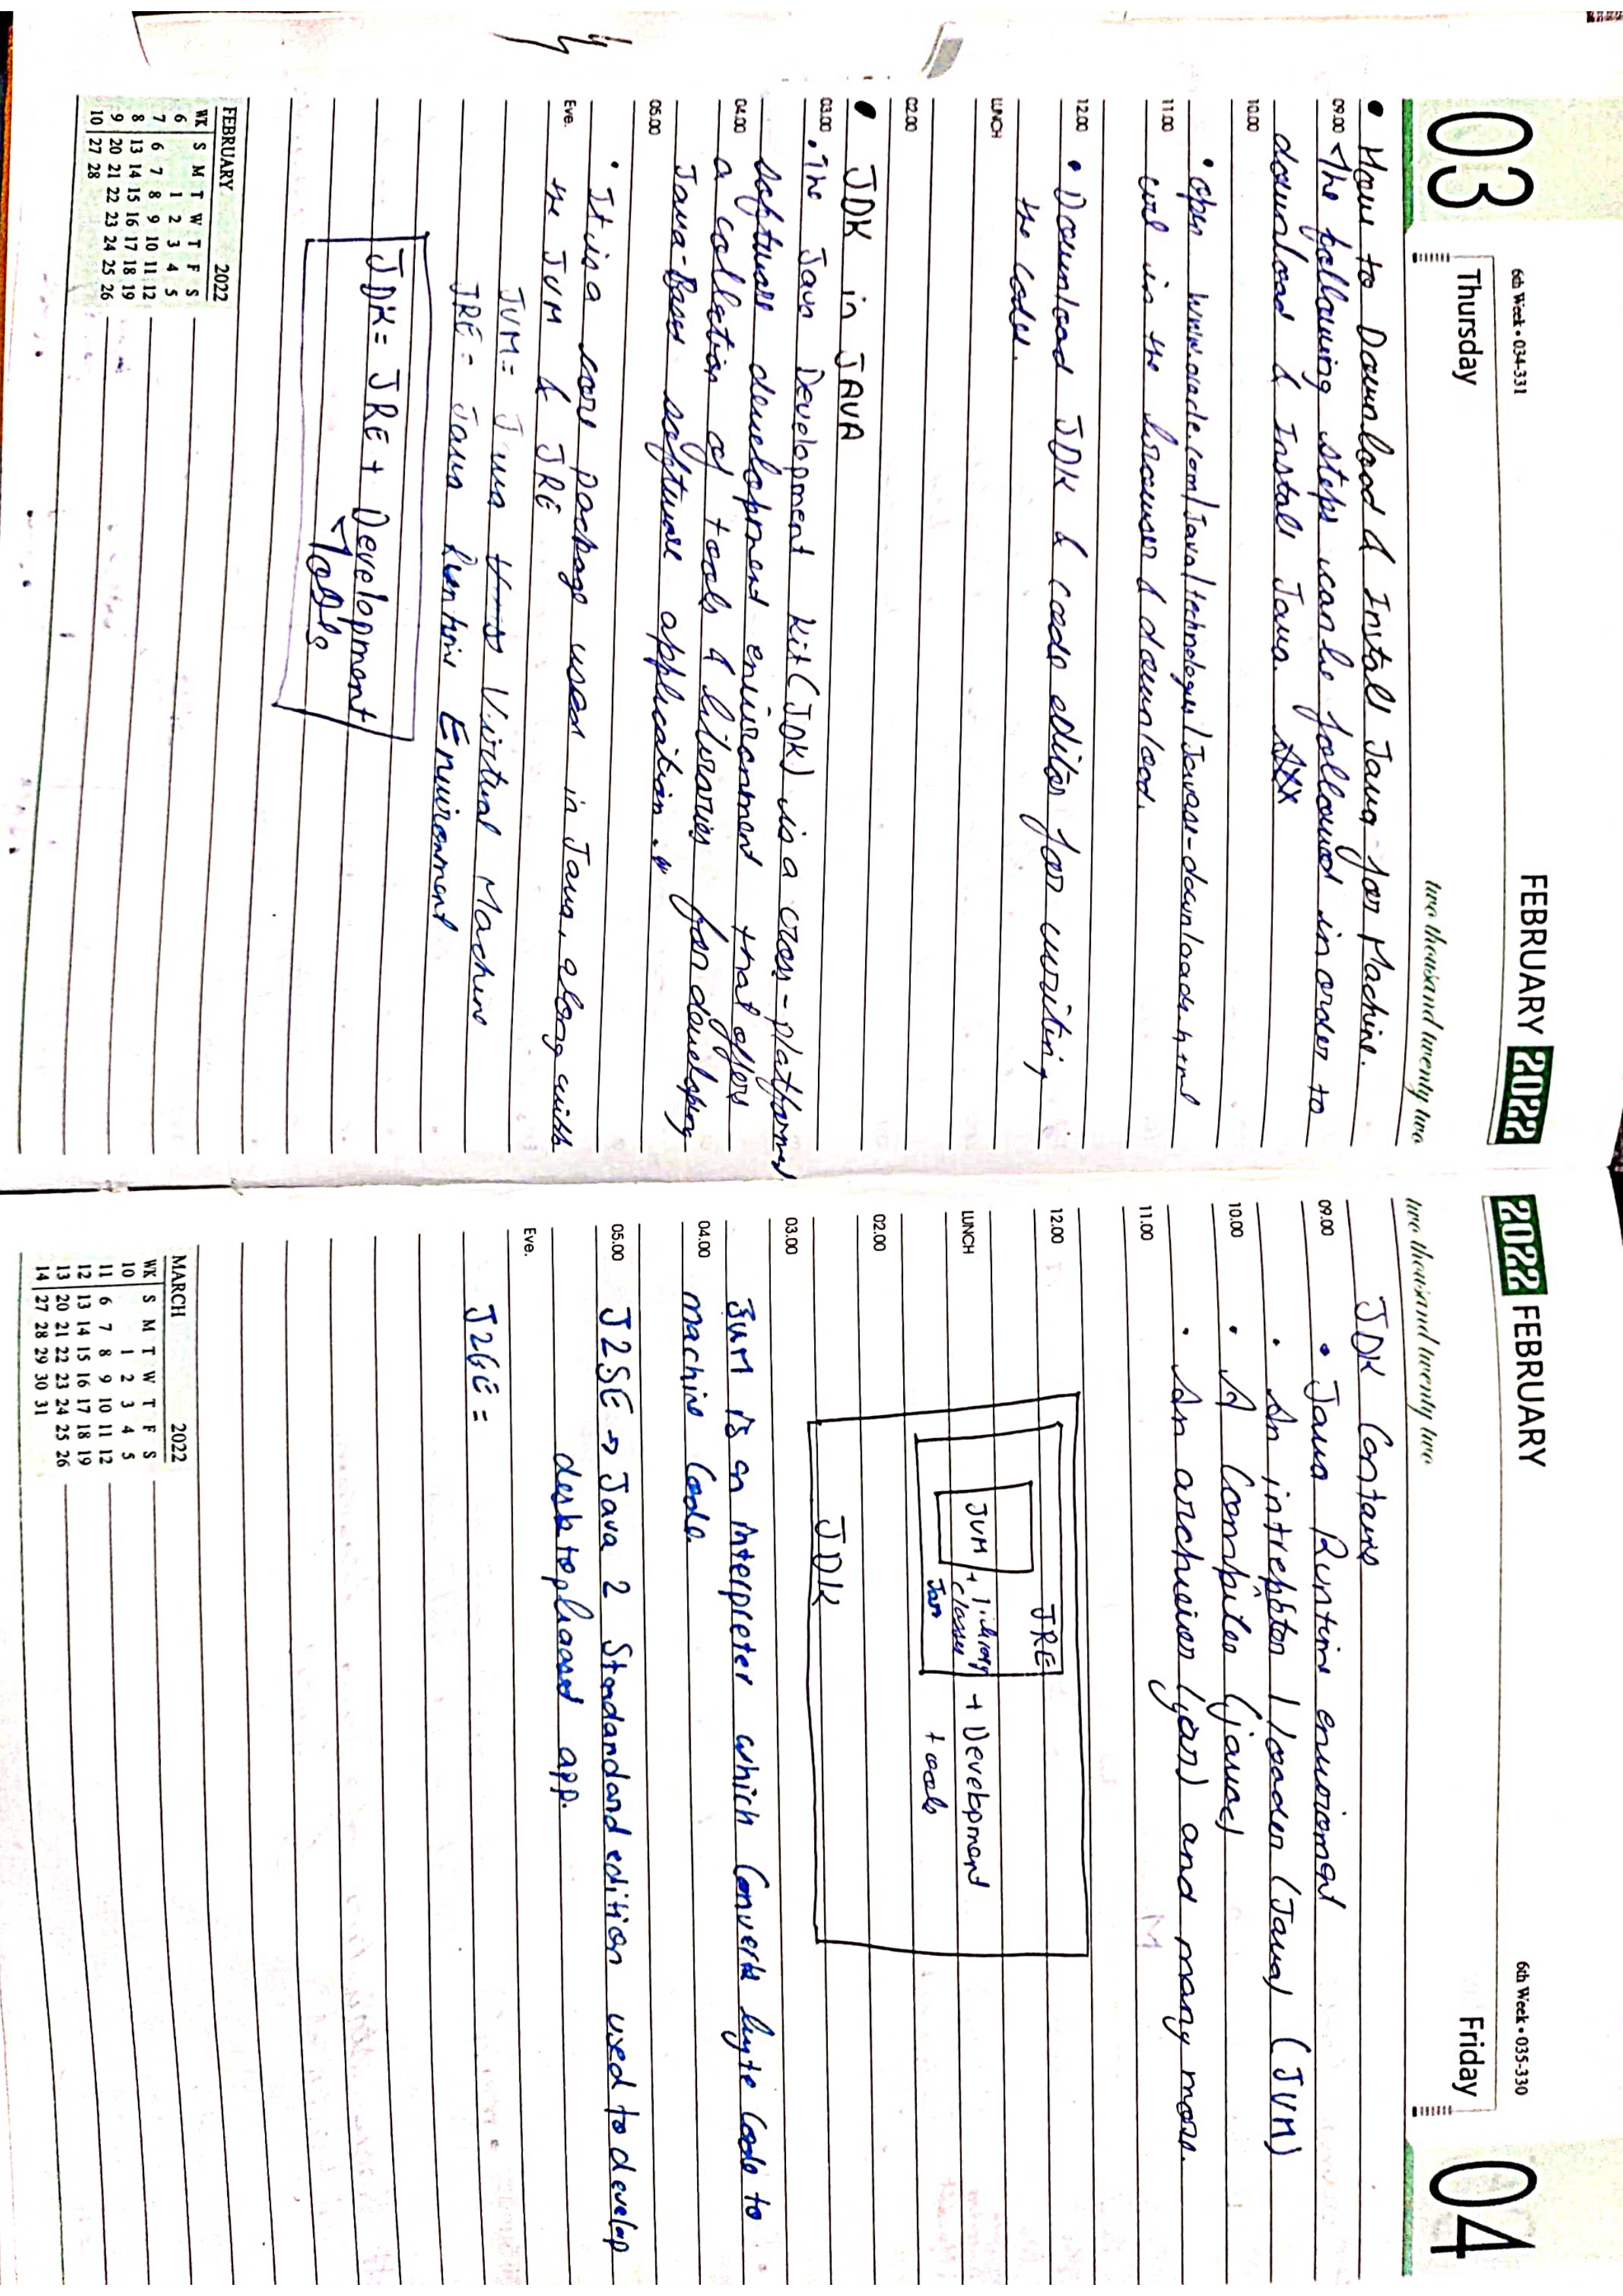 03
6th Week • 034-331
FEBRUARY 2022
Thursday
two thousand twenty two
• How to Download & Install Java for Machine.
09.00 The following steps can be followed in order to
download & Install Java.
10.00
• open www.oracle.com/Java/technologies/Javase-downloads.html
11.00
url in the browser & download.
12.00 • Download JDK & code editor for writing
the codes.
LUNCH
02.00
• JDK in JAVA
03.00 • The Java Development Kit (JDK) is a cross-platformed
software development environment that offers
04.00 a collection of tools & libraries for developing
Java-Based software application.
05.00
• It is a core package used in Java, along with
Eve. the JVM & JRE
JVM = Java Virtual Machine
JRE = Java Runtime Environment
JDK = JRE + Development
Tools
FEBRUARY 2022
WK S M T W T F S
6 1 2 3 4 5
7 6 7 8 9 10 11 12
8 13 14 15 16 17 18 19
9 20 21 22 23 24 25 26
10 27 28
2022 FEBRUARY
6th Week • 035-330
04
Friday
two thousand twenty two
JDK Contains
09.00 • Java Runtime enviroment
• An intrepter / loader (Java) (JVM)
10.00 • A Compiler (javac)
• An archieier (jar) and many more.
11.00
12.00
JRE
LUNCH
JVM + library + Development
classes
Jar tools
02.00
JDK
03.00
JVM is an interpreter which Converts byte Code to
04.00 machine Code.
05.00 J2SE → Java 2 Standandard edition used to develop
desktop based app.
Eve.
J2EE =
MARCH 2022
WK S M T W T F S
10 1 2 3 4 5
11 6 7 8 9 10 11 12
12 13 14 15 16 17 18 19
13 20 21 22 23 24 25 26
14 27 28 29 30 31